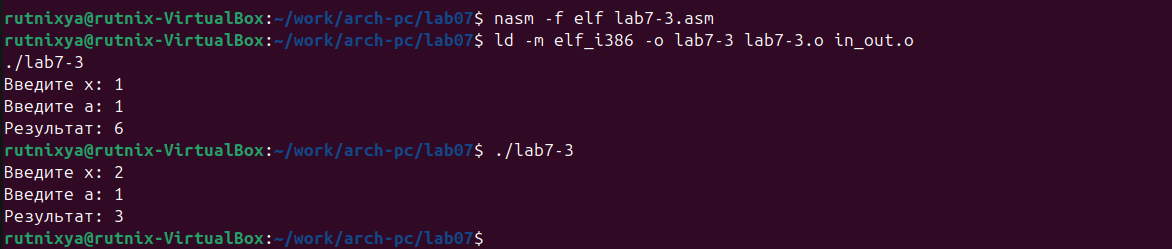 rutnixya@rutnix-VirtualBox:~/work/arch-pc/lab07$ nasm -f elf lab7-3.asm
rutnixya@rutnix-VirtualBox:~/work/arch-pc/lab07$ ld -m elf_i386 -o lab7-3 lab7-3.o in_out.o
./lab7-3
Введите x: 1
Введите a: 1
Результат: 6
rutnixya@rutnix-VirtualBox:~/work/arch-pc/lab07$ ./lab7-3
Введите x: 2
Введите a: 1
Результат: 3
rutnixya@rutnix-VirtualBox:~/work/arch-pc/lab07$